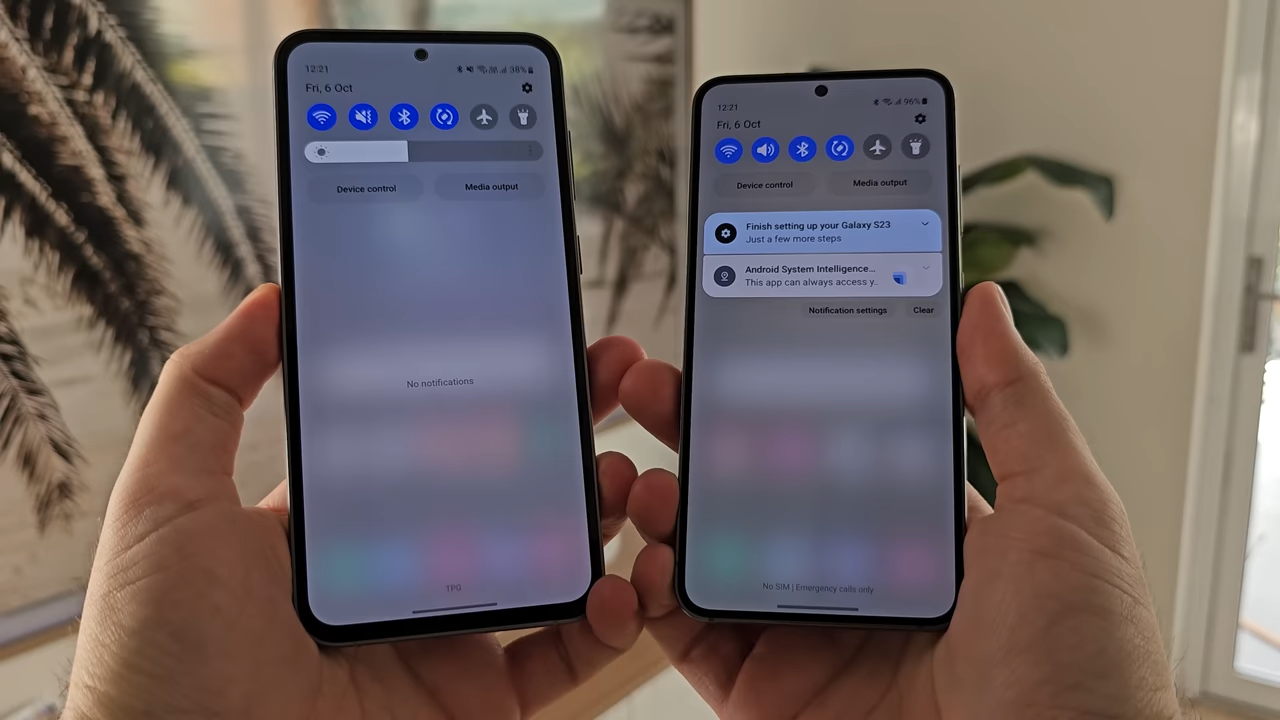 12:21
38%
Fri, 6 Oct
Device control
Media output
No notifications
TPG
12:21
96%
Fri, 6 Oct
Device control
Media output
Finish setting up your Galaxy S23
Just a few more steps
Android System Intelligence...
This app can always access y..
Notification settings
Clear
No SIM | Emergency calls only